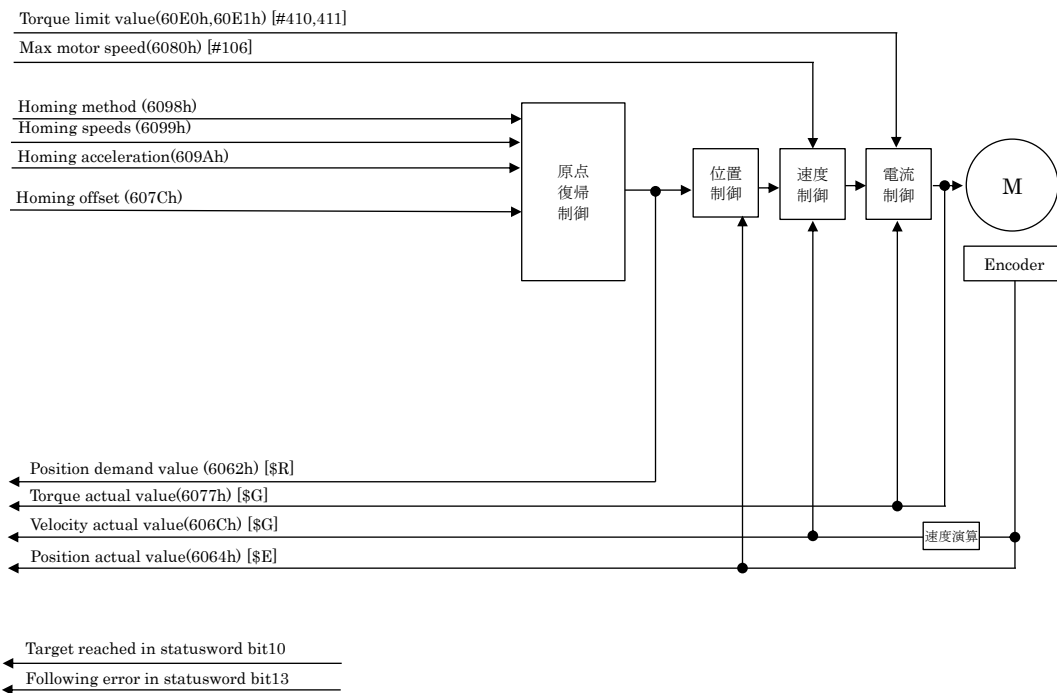 Torque limit value(60E0h,60E1h) [#410,411]
Max motor speed(6080h) [#106]
Homing method (6098h)
Homing speeds (6099h)
Homing acceleration(609Ah)
Homing offset (607Ch)
原点
復帰
制御
位置
制御
速度
制御
電流
制御
M
Encoder
Position demand value (6062h) [$R]
Torque actual value(6077h) [$G]
Velocity actual value(606Ch) [$G]
速度演算
Position actual value(6064h) [$E]
Target reached in statusword bit10
Following error in statusword bit13